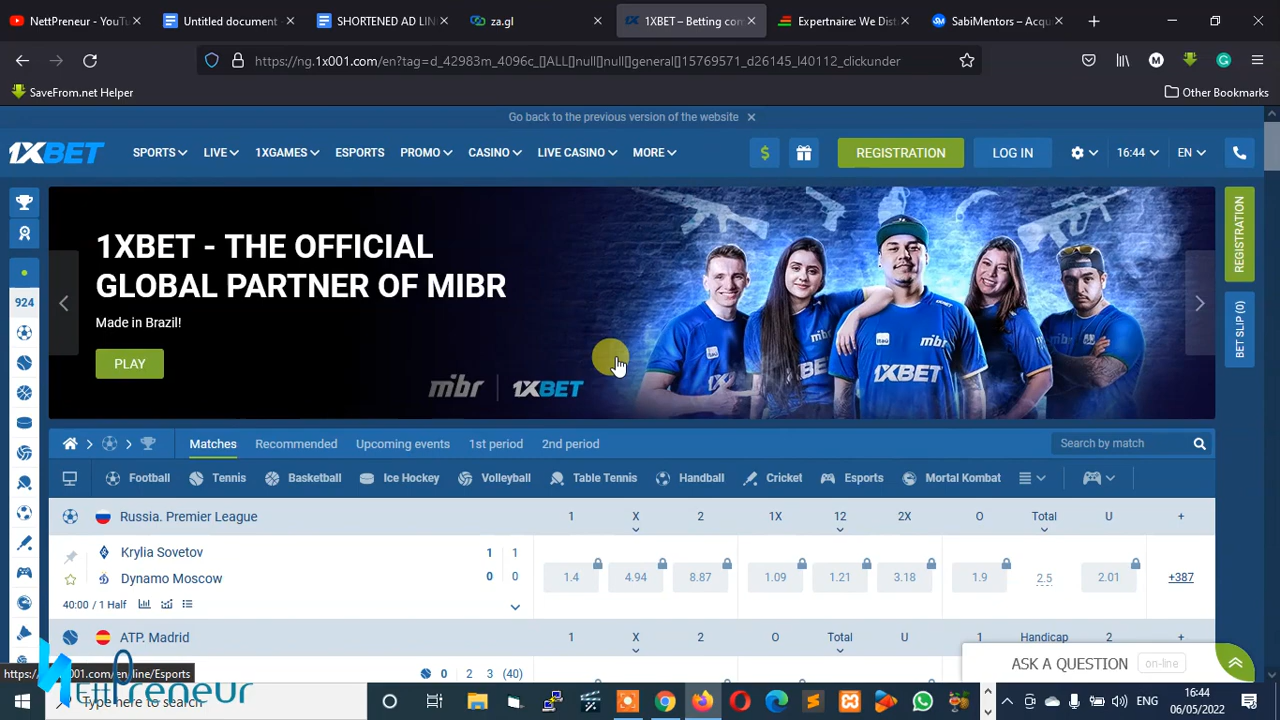 NettPreneur - YouTu
Untitled document
SHORTENED AD LIN
za.gl
1XBET – Betting com
Expertnaire: We Dist
SabiMentors – Acqu
https://ng.1x001.com/en?tag=d_42983m_4096c_[]ALL[]null[]null[]general[]15769571_d26145_l40112_clickunder
SaveFrom.net Helper
Other Bookmarks
Go back to the previous version of the website
1XBET
SPORTS
LIVE
1XGAMES
ESPORTS
PROMO
CASINO
LIVE CASINO
MORE
$
REGISTRATION
LOG IN
16:44
EN
1XBET - THE OFFICIAL
GLOBAL PARTNER OF MIBR
Made in Brazil!
PLAY
mibr
1XBET
mibr
1XBET
REGISTRATION
BET SLIP (0)
924
Matches
Recommended
Upcoming events
1st period
2nd period
Search by match
Football
Tennis
Basketball
Ice Hockey
Volleyball
Table Tennis
Handball
Cricket
Esports
Mortal Kombat
Russia. Premier League
1 X 2 1X 12 2X O Total U +
Krylia Sovetov 1 1
Dynamo Moscow 0 0
1.4 4.94 8.87 1.09 1.21 3.18 1.9 2.5 2.01 +387
40:00 / 1 Half
ATP. Madrid
1 X 2 O Total U 1 Handicap 2 +
0 2 3 (40)
ASK A QUESTION
on-line
Type here to search
ENG
16:44
06/05/2022